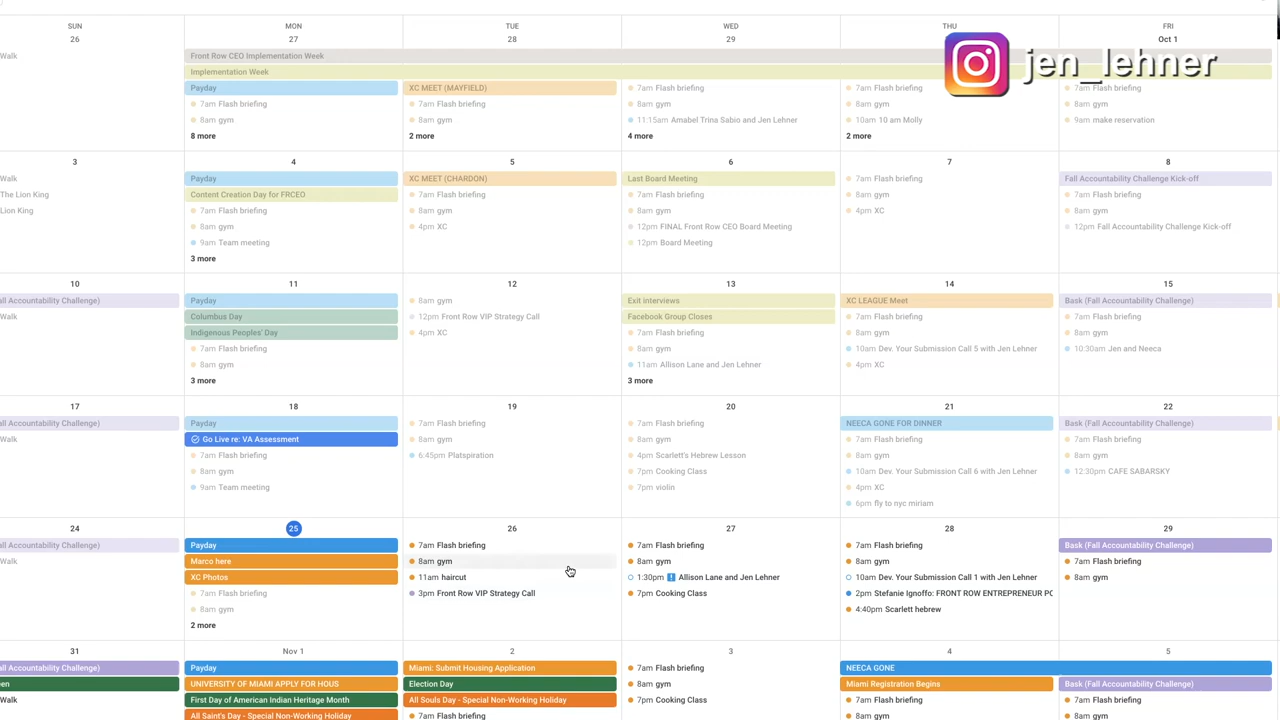 SUN
MON
TUE
WED
THU
FRI
26
27
28
29
Oct 1
jen_lehner
Walk
Front Row CEO Implementation Week
Implementation Week
Payday
7am Flash briefing
8am gym
8 more
XC MEET (MAYFIELD)
7am Flash briefing
8am gym
2 more
7am Flash briefing
8am gym
11:15am Amabel Trina Sabio and Jen Lehner
4 more
7am Flash briefing
8am gym
10am 10 am Molly
2 more
7am Flash briefing
8am gym
9am make reservation
3
4
5
6
7
8
Walk
The Lion King
Lion King
Payday
Content Creation Day for FRCEO
7am Flash briefing
8am gym
9am Team meeting
3 more
XC MEET (CHARDON)
7am Flash briefing
8am gym
4pm XC
Last Board Meeting
7am Flash briefing
8am gym
12pm FINAL Front Row CEO Board Meeting
12pm Board Meeting
7am Flash briefing
8am gym
4pm XC
Fall Accountability Challenge Kick-off
7am Flash briefing
8am gym
12pm Fall Accountability Challenge Kick-off
10
11
12
13
14
15
all Accountability Challenge)
Walk
Payday
Columbus Day
Indigenous Peoples' Day
7am Flash briefing
8am gym
3 more
8am gym
12pm Front Row VIP Strategy Call
4pm XC
Exit interviews
Facebook Group Closes
7am Flash briefing
8am gym
11am Allison Lane and Jen Lehner
3 more
XC LEAGUE Meet
7am Flash briefing
8am gym
10am Dev. Your Submission Call 5 with Jen Lehner
4pm XC
Bask (Fall Accountability Challenge)
7am Flash briefing
8am gym
10:30am Jen and Neeca
17
18
19
20
21
22
all Accountability Challenge)
Walk
Payday
Go Live re: VA Assessment
7am Flash briefing
8am gym
9am Team meeting
7am Flash briefing
8am gym
6:45pm Platspiration
7am Flash briefing
8am gym
4pm Scarlett's Hebrew Lesson
7pm Cooking Class
7pm violin
NEECA GONE FOR DINNER
7am Flash briefing
8am gym
10am Dev. Your Submission Call 6 with Jen Lehner
4pm XC
6pm fly to nyc miriam
Bask (Fall Accountability Challenge)
7am Flash briefing
8am gym
12:30pm CAFE SABARSKY
24
25
26
27
28
29
all Accountability Challenge)
Walk
Payday
Marco here
XC Photos
7am Flash briefing
8am gym
2 more
7am Flash briefing
8am gym
11am haircut
3pm Front Row VIP Strategy Call
7am Flash briefing
8am gym
1:30pm Allison Lane and Jen Lehner
7pm Cooking Class
7am Flash briefing
8am gym
10am Dev. Your Submission Call 1 with Jen Lehner
2pm Stefanie Ignoffo: FRONT ROW ENTREPRENEUR PC
4:40pm Scarlett hebrew
Bask (Fall Accountability Challenge)
7am Flash briefing
8am gym
31
Nov 1
2
3
4
5
all Accountability Challenge)
en
Walk
Payday
UNIVERSITY OF MIAMI APPLY FOR HOUS
First Day of American Indian Heritage Month
All Saint's Day - Special Non-Working Holiday
Miami: Submit Housing Application
Election Day
All Souls Day - Special Non-Working Holiday
7am Flash briefing
7am Flash briefing
8am gym
7pm Cooking Class
NEECA GONE
Miami Registration Begins
7am Flash briefing
8am gym
Bask (Fall Accountability Challenge)
7am Flash briefing
8am gym